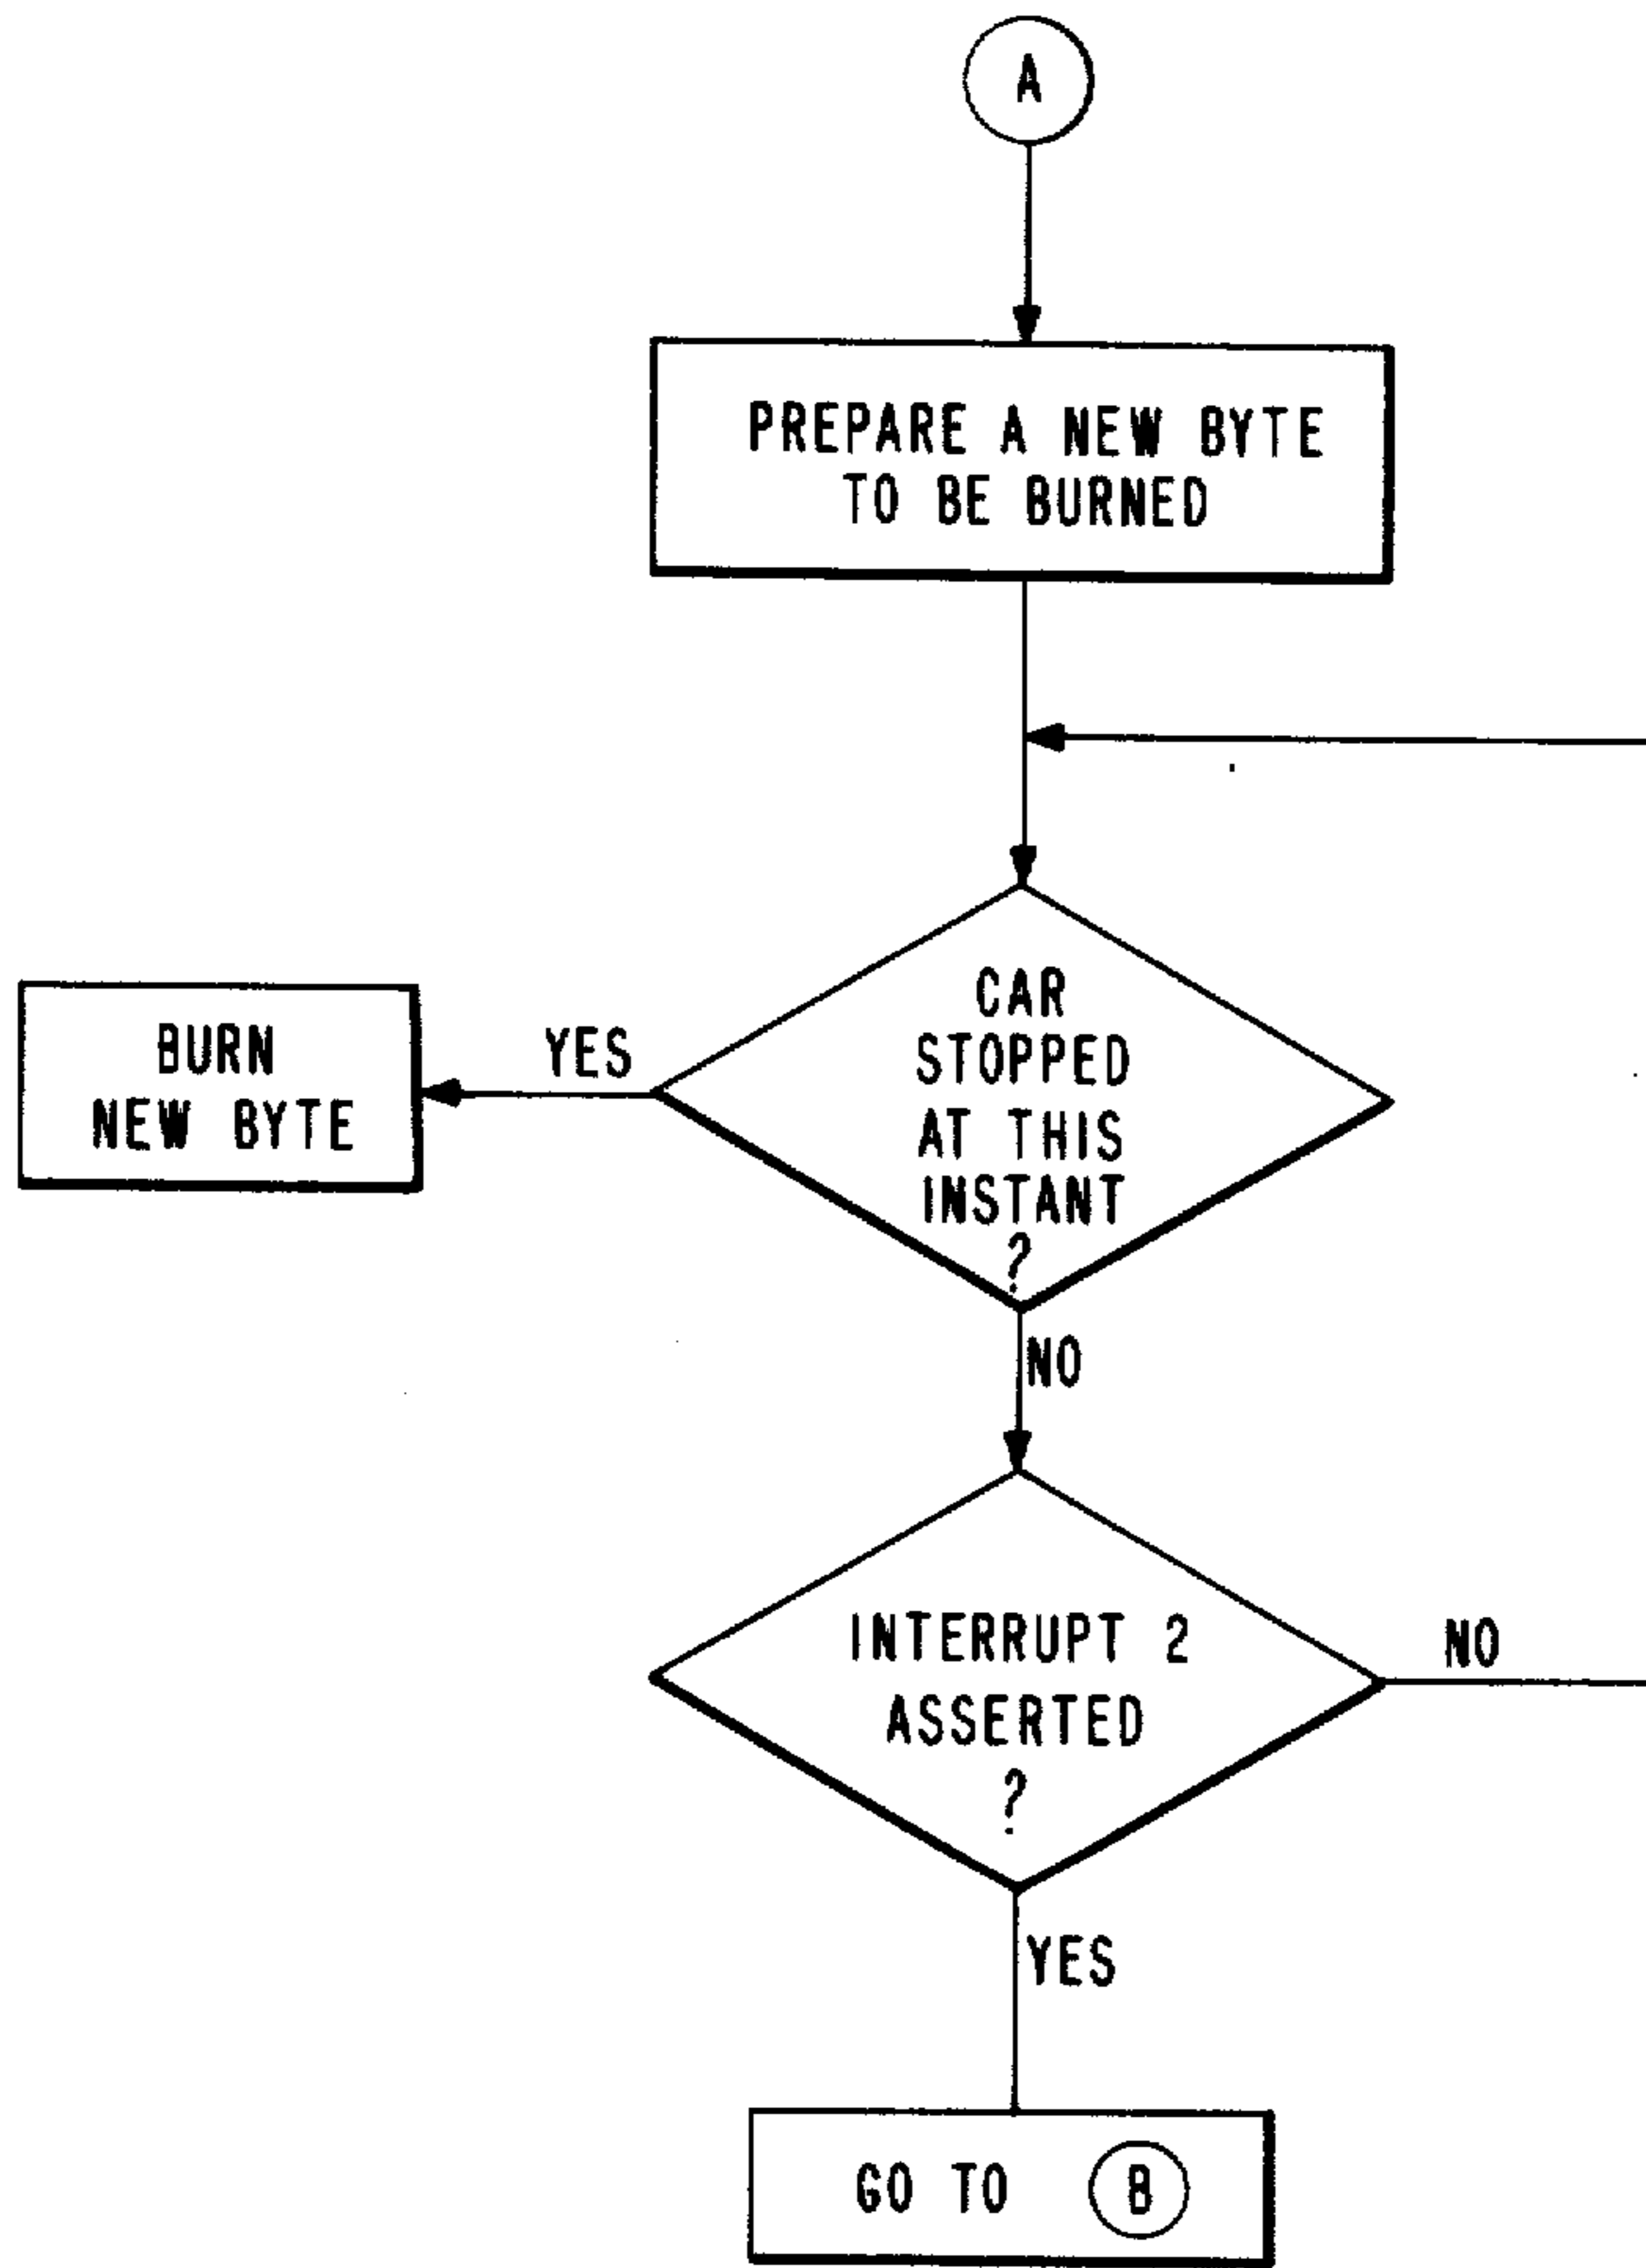 A
PREPARE A NEW BYTE
TO BE BURNED
CAR
STOPPED
AT THIS
INSTANT
?
YES
BURN
NEW BYTE
NO
INTERRUPT 2
ASSERTED
?
NO
YES
GO TO B